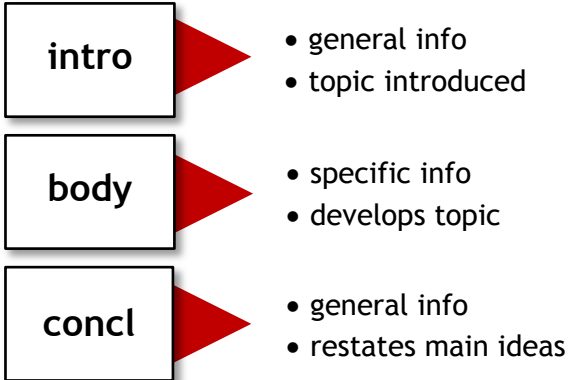 intro
• general info
• topic introduced
body
• specific info
• develops topic
concl
• general info
• restates main ideas